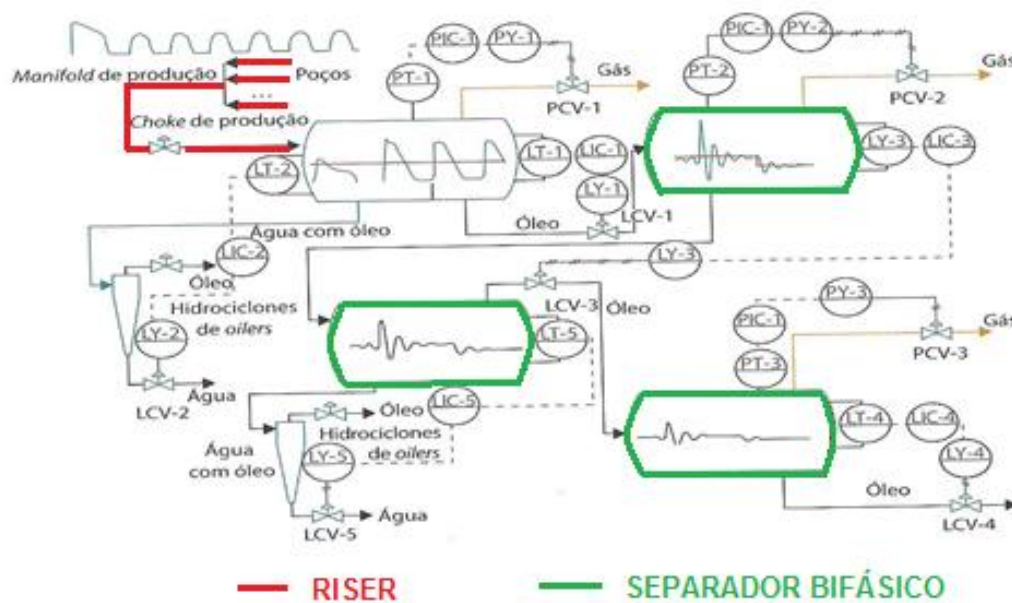 Manifold de produção
Poços
...
Choke de produção
PIC-1
PY-1
PT-1
Gás
PCV-1
PIC-1
PY-2
PT-2
Gás
PCV-2
LT-2
LT-1
LIC-1
LY-1
LCV-1
LY-3
LIC-3
Água com óleo
Óleo
LIC-2
Óleo
Hidrociclones
de oilers
LY-2
Água
LCV-2
LY-3
LCV-3
Óleo
LT-5
LIC-5
Óleo
Hidrociclones
de oilers
Água
com óleo
LY-5
Água
LCV-5
PY-3
PIC-1
PT-3
Gás
PCV-3
LT-4
LIC-4
LY-4
Óleo
LCV-4
RISER
SEPARADOR BIFÁSICO